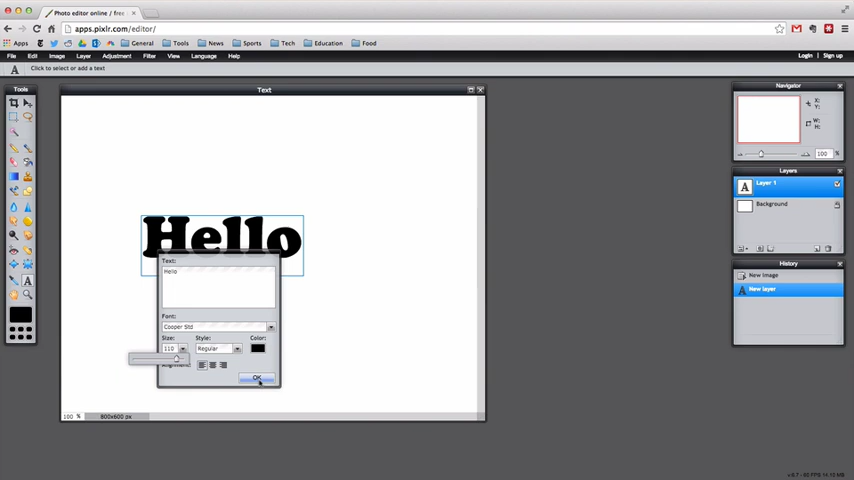 Photo editor online / free
apps.pixlr.com/editor/
Apps General Tools News Sports Tech Education Food
File Edit Image Layer Adjustment Filter View Language Help Login Sign up
A Click to select or add a text
Tools
Text
Navigator
X:
Y:
W:
H:
100 %
Layers
A Layer 1
Background
History
New image
A New layer
Hello
Text:
Hello
Font:
Cooper Std
Size: Style: Color:
110 Regular
Alignment:
OK
A
100 % 800x600 px